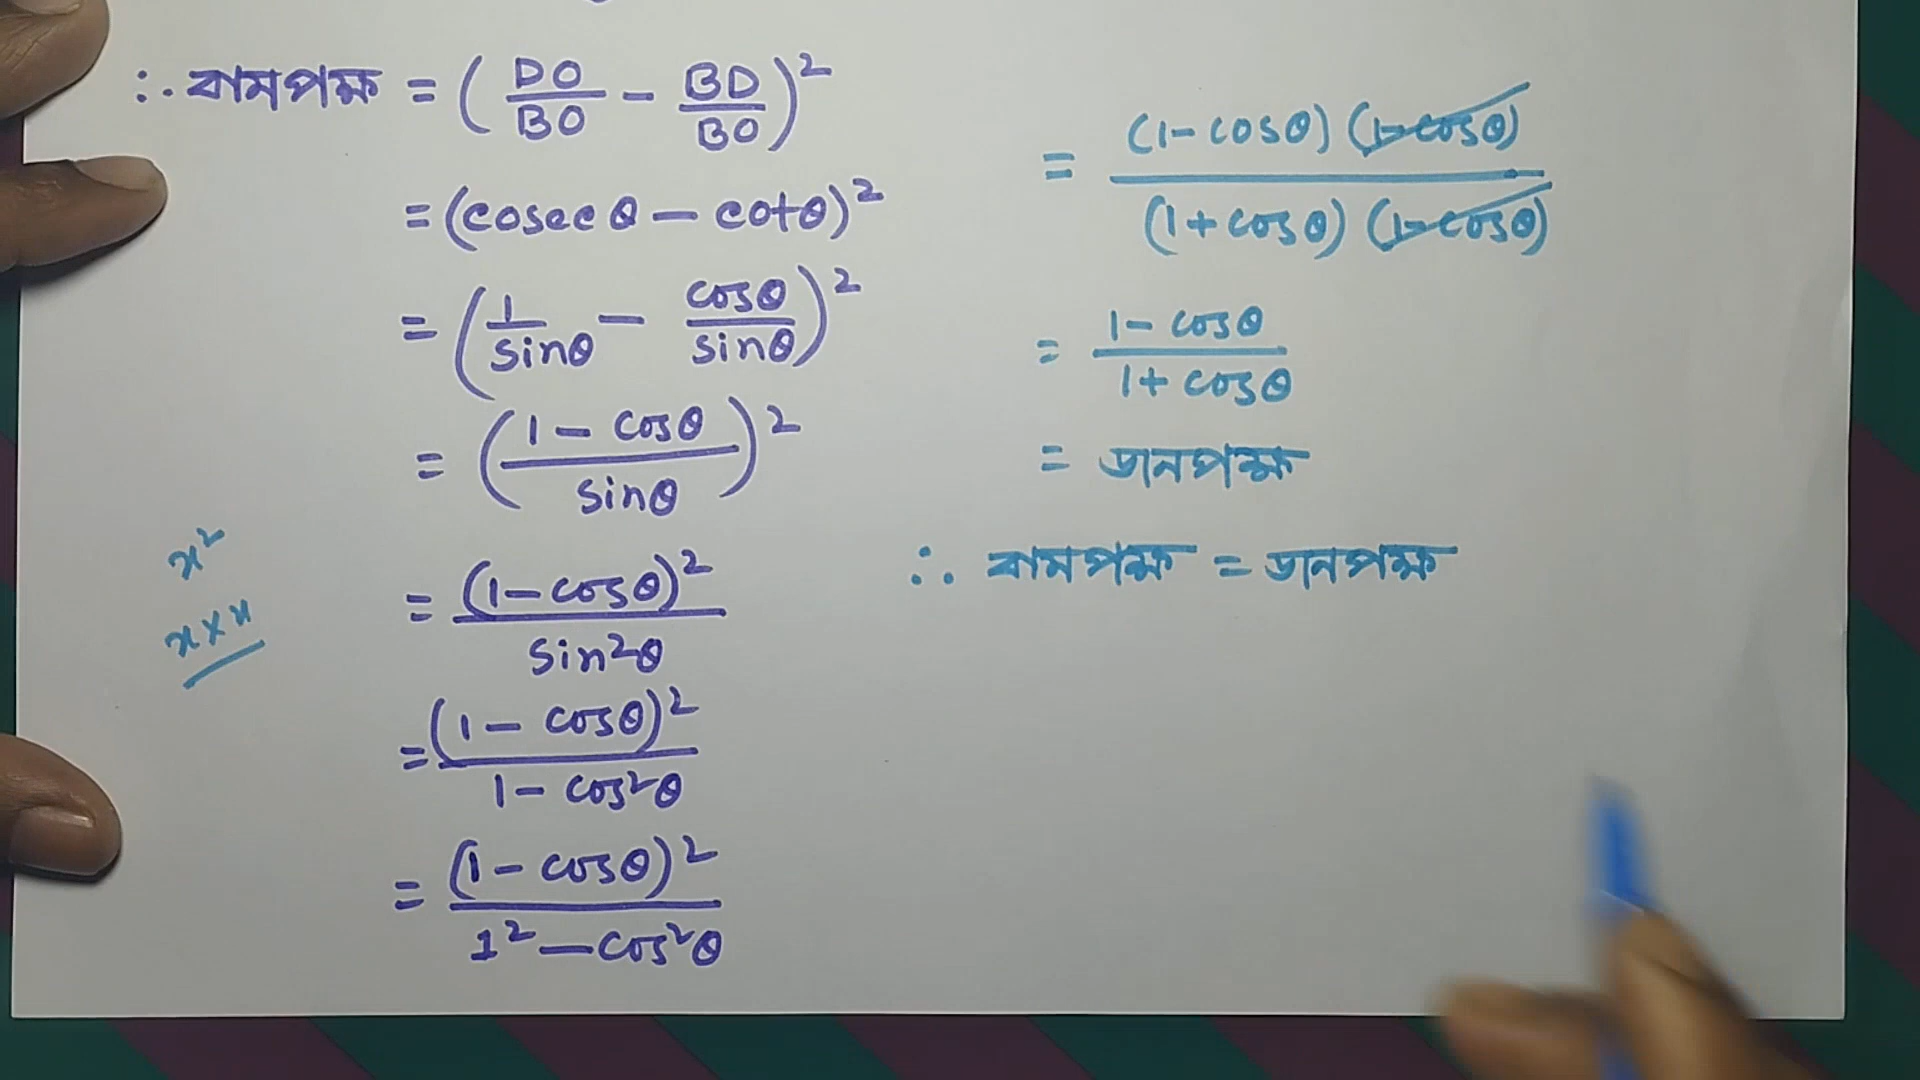 ∴ বামপক্ষ = (DO/BO - BD/BO)²
= (cosec θ - cot θ)²
= (1/sinθ - cosθ/sinθ)²
= ((1 - cosθ)/sinθ)²
= (1-cosθ)²/sin²θ
= (1 - cosθ)²/(1 - cos²θ)
= (1 - cosθ)²/(1² - cos²θ)
x²
x×x
= (1-cosθ)(1-cosθ)/(1+cosθ)(1-cosθ)
= (1 - cosθ)/(1 + cosθ)
= ডানপক্ষ
∴ বামপক্ষ = ডানপক্ষ